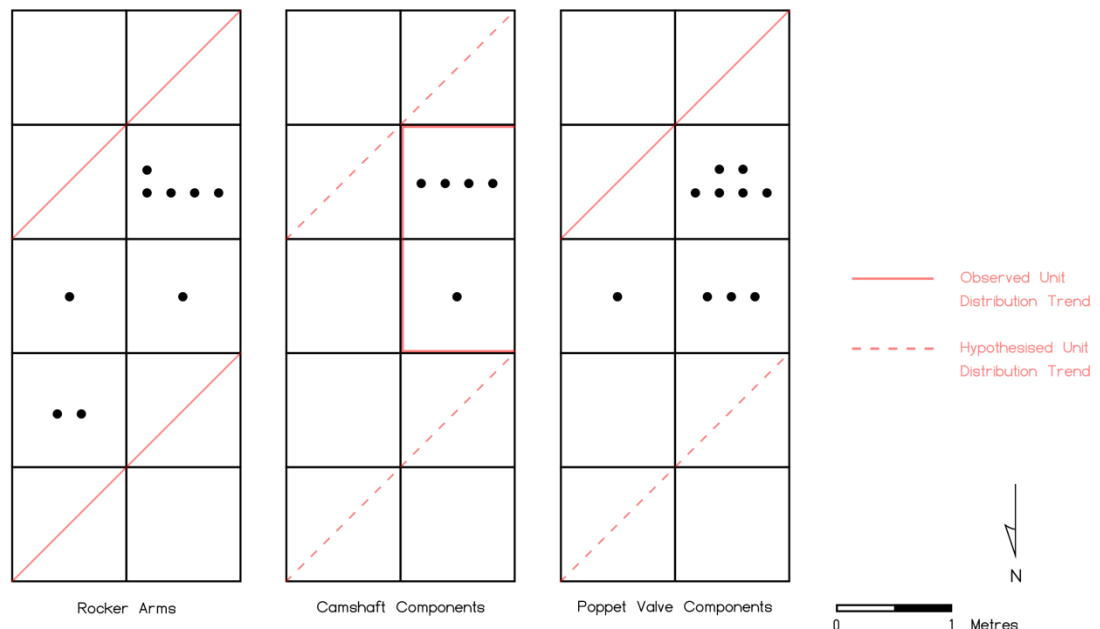 Observed Unit
Distribution Trend
Hypothesised Unit
Distribution Trend
N
Rocker Arms
Camshaft Components
Poppet Valve Components
0 1 Metres